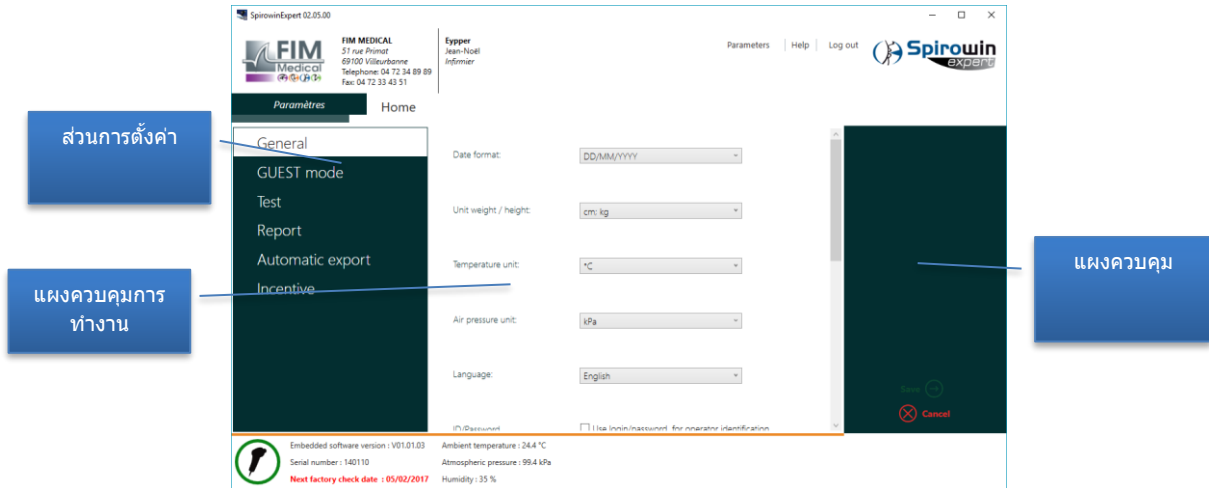 SpirowinExpert 02.05.00
FIM Medical
FIM MEDICAL
51 rue Primat
69100 Villeurbanne
Telephone: 04 72 34 89 89
Fax: 04 72 33 43 51
Eypper
Jean-Noël
Infirmier
Parameters | Help | Log out
Spirowin
expert
Paramètres
Home
ส่วนการตั้งค่า
แผงควบคุมการ
ทำงาน
แผงควบคุม
General
GUEST mode
Test
Report
Automatic export
Incentive
Date format: DD/MM/YYYY
Unit weight / height: cm; kg
Temperature unit: °C
Air pressure unit: kPa
Language: English
ID/Password Use login/password for operator identification
Save
Cancel
Embedded software version : V01.01.03
Serial number : 140110
Next factory check date : 05/02/2017
Ambient temperature : 24.4 °C
Atmospheric pressure : 99.4 kPa
Humidity : 35 %